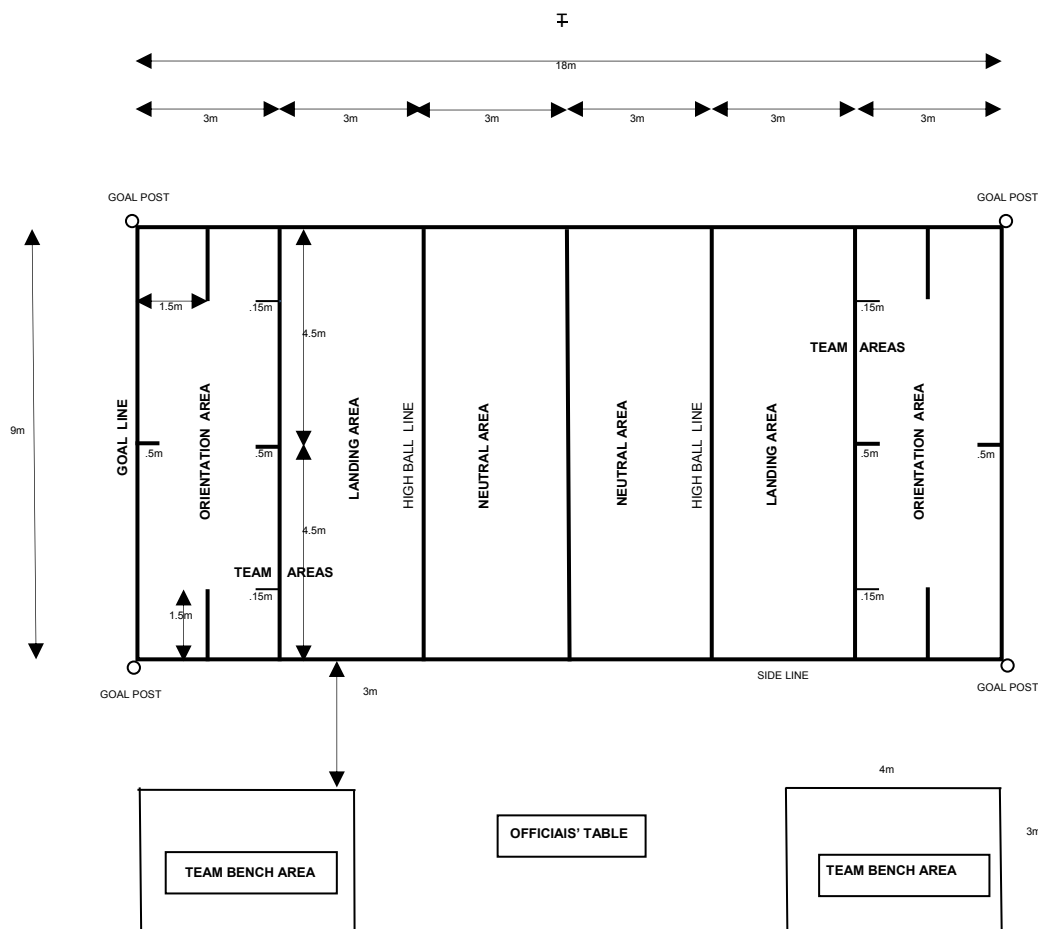 18m
3m 3m 3m 3m 3m 3m
GOAL POST GOAL POST
1.5m .15m .15m
4.5m
TEAM AREAS
9m
GOAL LINE
ORIENTATION AREA
LANDING AREA
HIGH BALL LINE
NEUTRAL AREA
NEUTRAL AREA
HIGH BALL LINE
LANDING AREA
ORIENTATION AREA
.5m .5m .5m .5m
4.5m
TEAM AREAS
.15m .15m
1.5m
SIDE LINE
GOAL POST 3m GOAL POST
4m
OFFICIAIS' TABLE
3m
TEAM BENCH AREA TEAM BENCH AREA